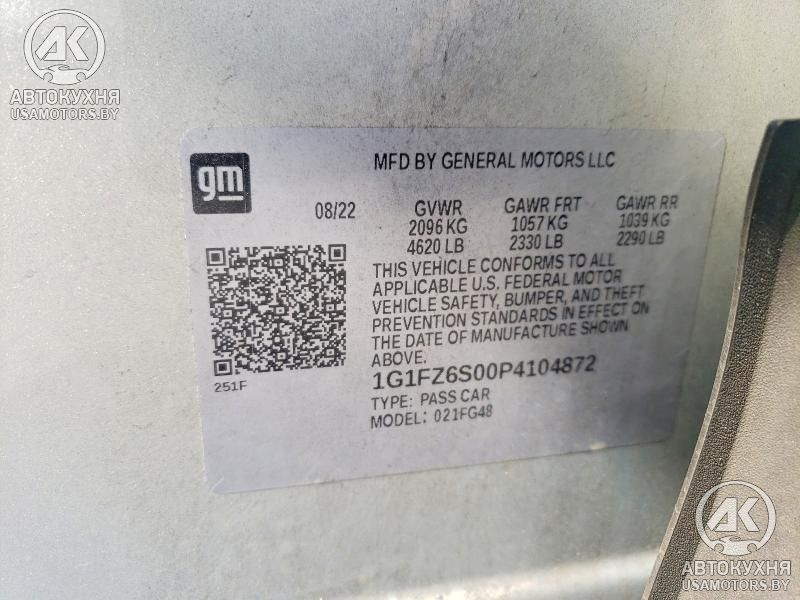 АК
АВТОКУХНЯ
USAMOTORS.BY
gm
MFD BY GENERAL MOTORS LLC
08/22 GVWR GAWR FRT GAWR RR
2096 KG 1057 KG 1039 KG
4620 LB 2330 LB 2290 LB
THIS VEHICLE CONFORMS TO ALL
APPLICABLE U.S. FEDERAL MOTOR
VEHICLE SAFETY, BUMPER, AND THEFT
PREVENTION STANDARDS IN EFFECT ON
THE DATE OF MANUFACTURE SHOWN
ABOVE.
251F
1G1FZ6S00P4104872
TYPE: PASS CAR
MODEL: 021FG48
АК
АВТОКУХНЯ
USAMOTORS.BY